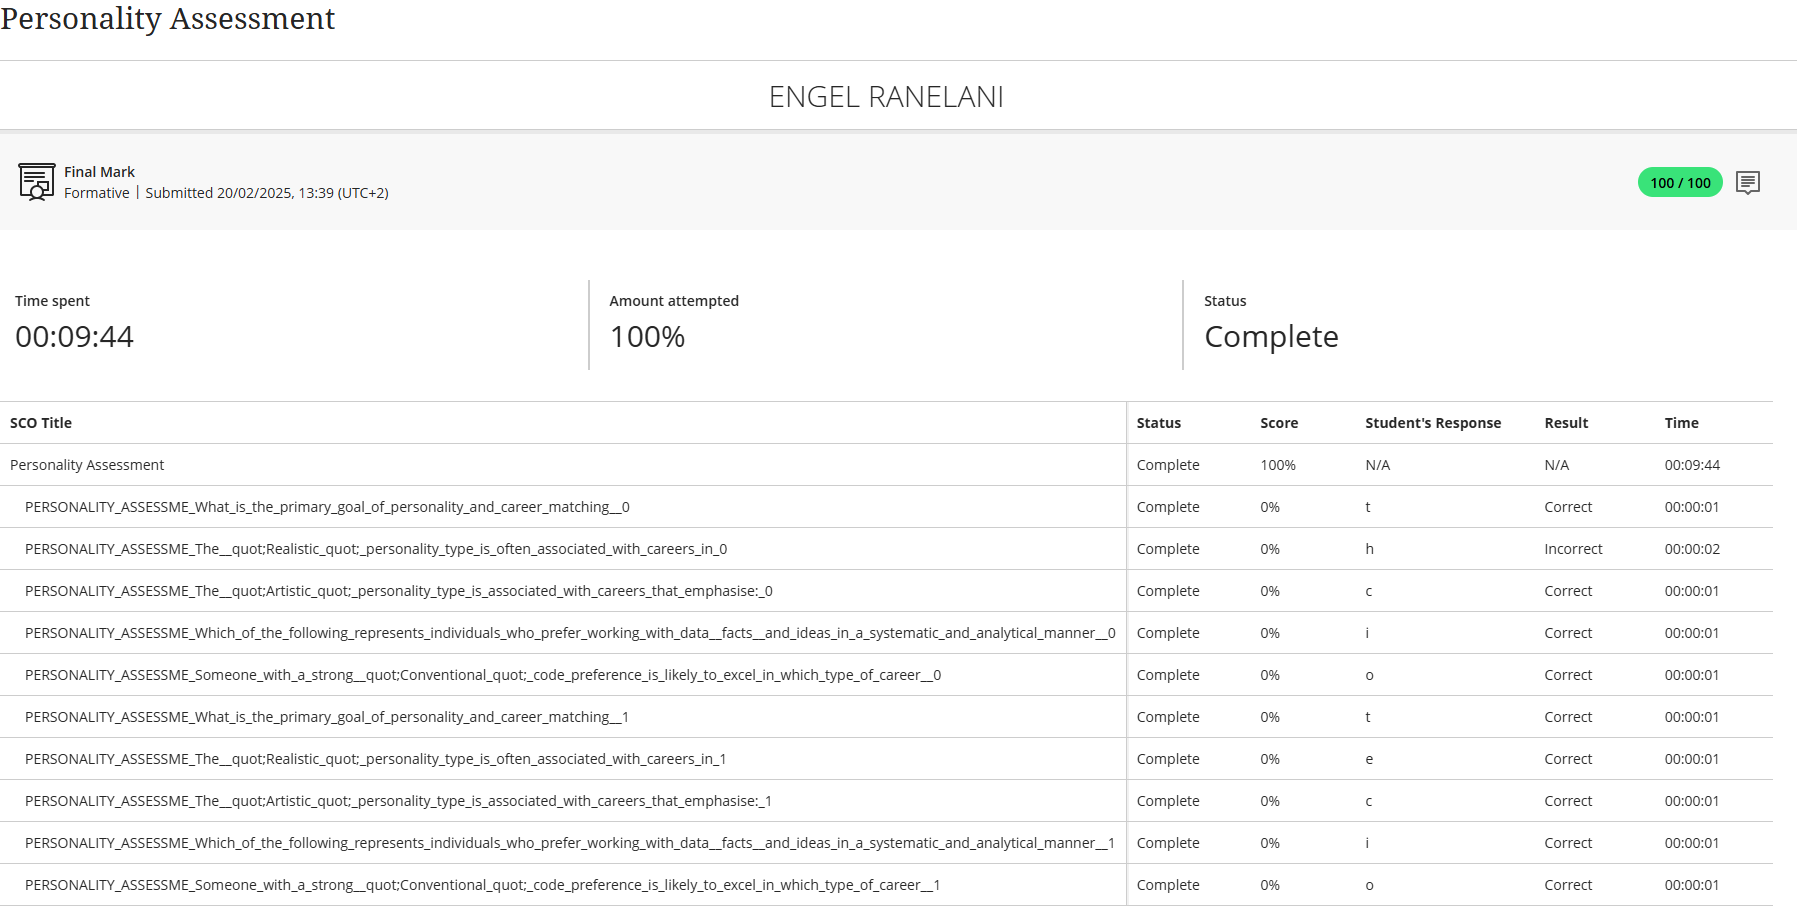 Personality Assessment
ENGEL RANELANI
Final Mark
Formative | Submitted 20/02/2025, 13:39 (UTC+2)
100 / 100
Time spent
00:09:44
Amount attempted
100%
Status
Complete
SCO Title Status Score Student's Response Result Time
Personality Assessment Complete 100% N/A N/A 00:09:44
PERSONALITY_ASSESSME_What_is_the_primary_goal_of_personality_and_career_matching__0 Complete 0% t Correct 00:00:01
PERSONALITY_ASSESSME_The__quot;Realistic_quot;_personality_type_is_often_associated_with_careers_in_0 Complete 0% h Incorrect 00:00:02
PERSONALITY_ASSESSME_The__quot;Artistic_quot;_personality_type_is_associated_with_careers_that_emphasise:_0 Complete 0% c Correct 00:00:01
PERSONALITY_ASSESSME_Which_of_the_following_represents_individuals_who_prefer_working_with_data__facts__and_ideas_in_a_systematic_and_analytical_manner__0 Complete 0% i Correct 00:00:01
PERSONALITY_ASSESSME_Someone_with_a_strong__quot;Conventional_quot;_code_preference_is_likely_to_excel_in_which_type_of_career__0 Complete 0% o Correct 00:00:01
PERSONALITY_ASSESSME_What_is_the_primary_goal_of_personality_and_career_matching__1 Complete 0% t Correct 00:00:01
PERSONALITY_ASSESSME_The__quot;Realistic_quot;_personality_type_is_often_associated_with_careers_in_1 Complete 0% e Correct 00:00:01
PERSONALITY_ASSESSME_The__quot;Artistic_quot;_personality_type_is_associated_with_careers_that_emphasise:_1 Complete 0% c Correct 00:00:01
PERSONALITY_ASSESSME_Which_of_the_following_represents_individuals_who_prefer_working_with_data__facts__and_ideas_in_a_systematic_and_analytical_manner__1 Complete 0% i Correct 00:00:01
PERSONALITY_ASSESSME_Someone_with_a_strong__quot;Conventional_quot;_code_preference_is_likely_to_excel_in_which_type_of_career__1 Complete 0% o Correct 00:00:01